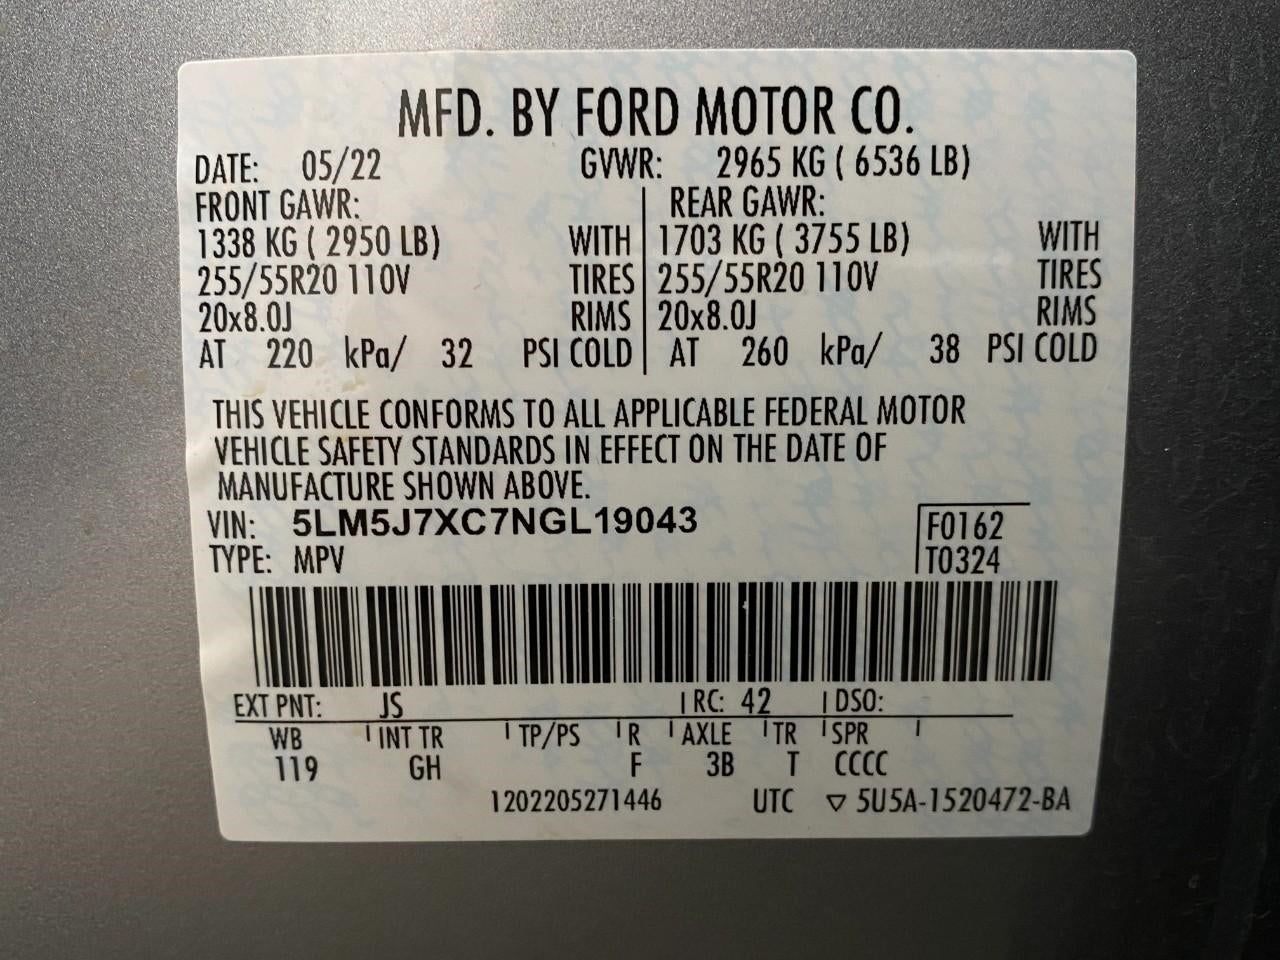 MFD. BY FORD MOTOR CO.
DATE: 05/22 GVWR: 2965 KG ( 6536 LB)
FRONT GAWR: REAR GAWR:
1338 KG ( 2950 LB) WITH 1703 KG ( 3755 LB) WITH
255/55R20 110V TIRES 255/55R20 110V TIRES
20x8.0J RIMS 20x8.0J RIMS
AT 220 kPa/ 32 PSI COLD AT 260 kPa/ 38 PSI COLD
THIS VEHICLE CONFORMS TO ALL APPLICABLE FEDERAL MOTOR
VEHICLE SAFETY STANDARDS IN EFFECT ON THE DATE OF
MANUFACTURE SHOWN ABOVE.
VIN: 5LM5J7XC7NGL19043 F0162
TYPE: MPV T0324
EXT PNT: JS RC: 42 DSO:
WB INT TR TP/PS R AXLE TR SPR
119 GH F 3B T CCCC
1202205271446 UTC ▽ 5U5A-1520472-BA